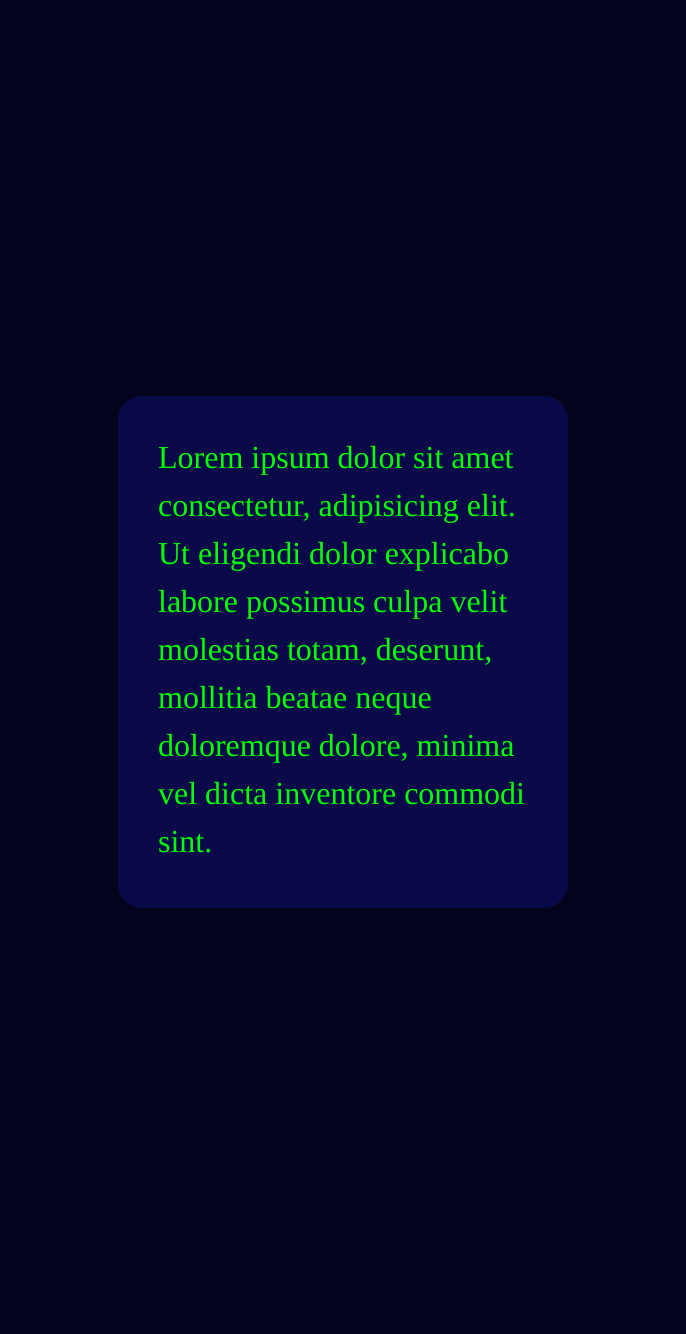 Lorem ipsum dolor sit amet
consectetur, adipisicing elit.
Ut eligendi dolor explicabo
labore possimus culpa velit
molestias totam, deserunt,
mollitia beatae neque
doloremque dolore, minima
vel dicta inventore commodi
sint.